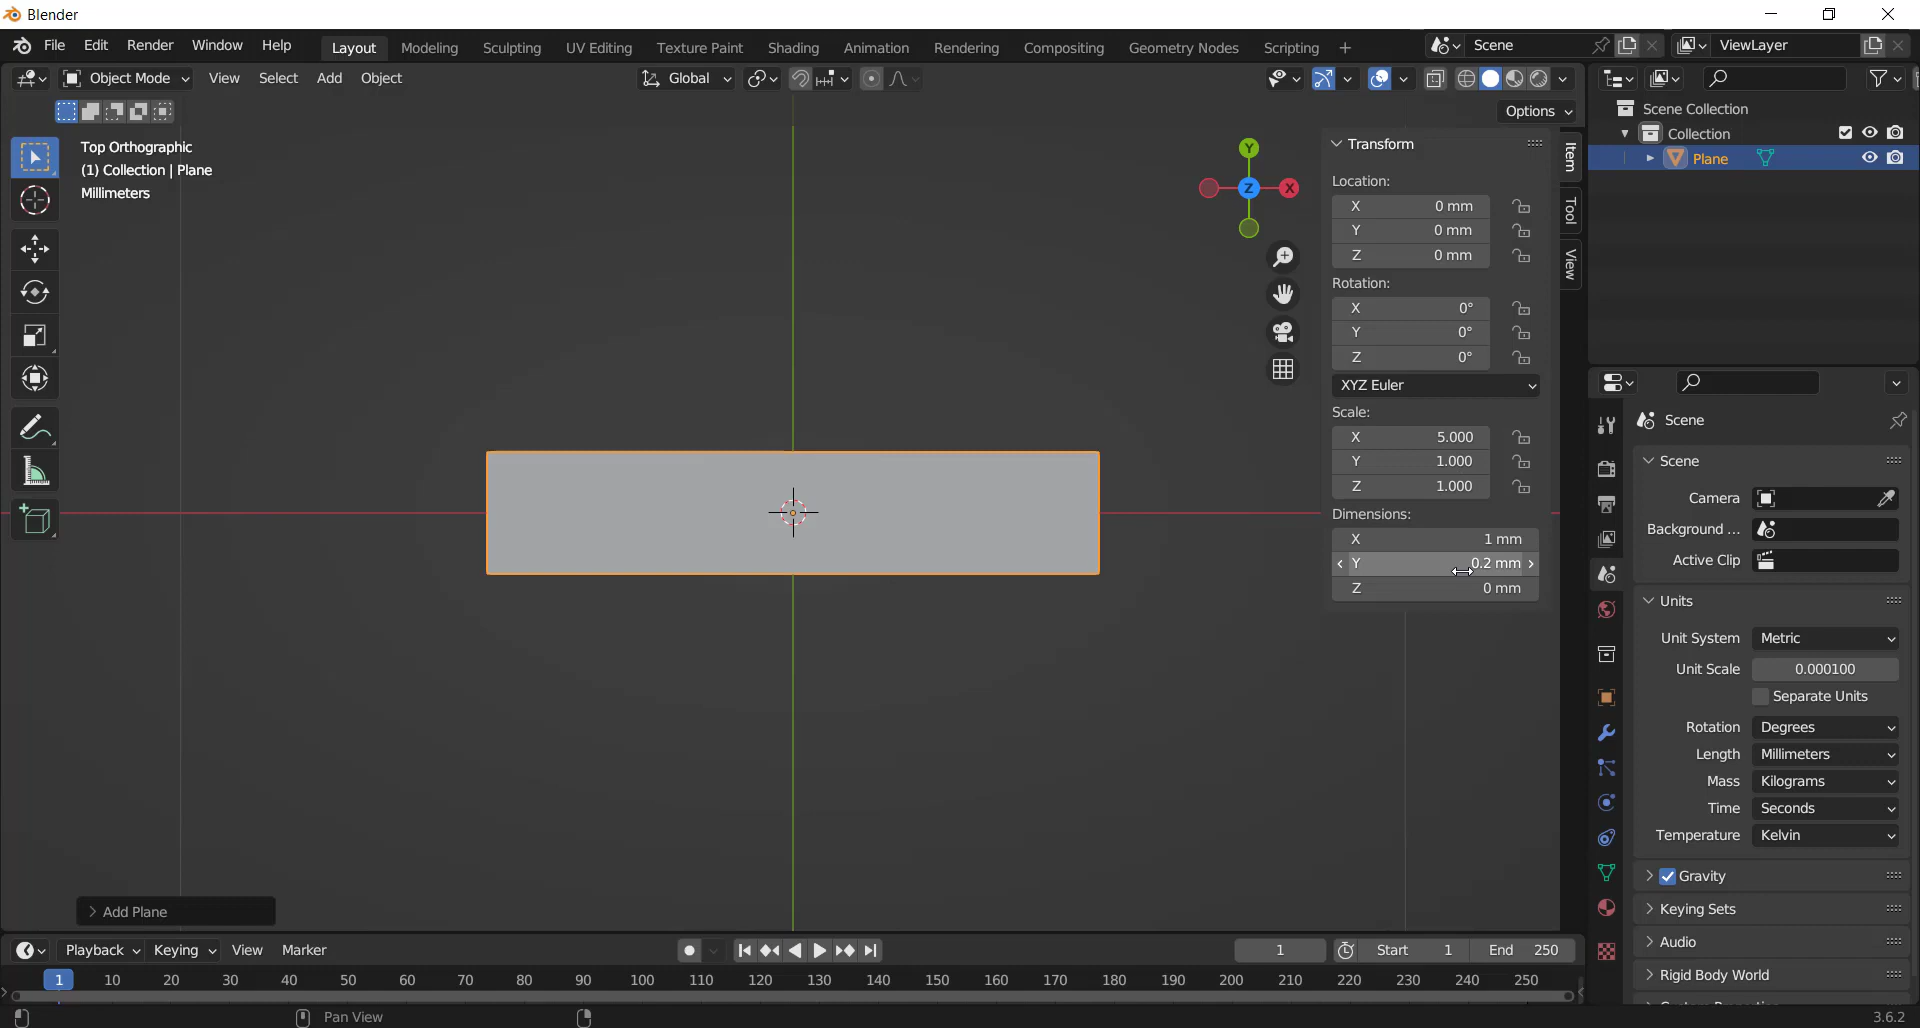 Blender
File Edit Render Window Help Layout Modeling Sculpting UV Editing Texture Paint Shading Animation Rendering Compositing Geometry Nodes Scripting + Scene ViewLayer
Object Mode View Select Add Object Global
Options
Top Orthographic
(1) Collection | Plane
Millimeters
Y
Z X
Transform
Location:
X 0 mm
Y 0 mm
Z 0 mm
Rotation:
X 0°
Y 0°
Z 0°
XYZ Euler
Scale:
X 5.000
Y 1.000
Z 1.000
Dimensions:
X 1 mm
Y 0.2 mm
Z 0 mm
Item
Tool
View
Scene Collection
Collection
Plane
Scene
Scene
Camera
Background ...
Active Clip
Units
Unit System Metric
Unit Scale 0.000100
Separate Units
Rotation Degrees
Length Millimeters
Mass Kilograms
Time Seconds
Temperature Kelvin
Gravity
Keying Sets
Audio
Rigid Body World
Add Plane
Playback Keying View Marker 1 Start 1 End 250
1 10 20 30 40 50 60 70 80 90 100 110 120 130 140 150 160 170 180 190 200 210 220 230 240 250
Pan View 3.6.2